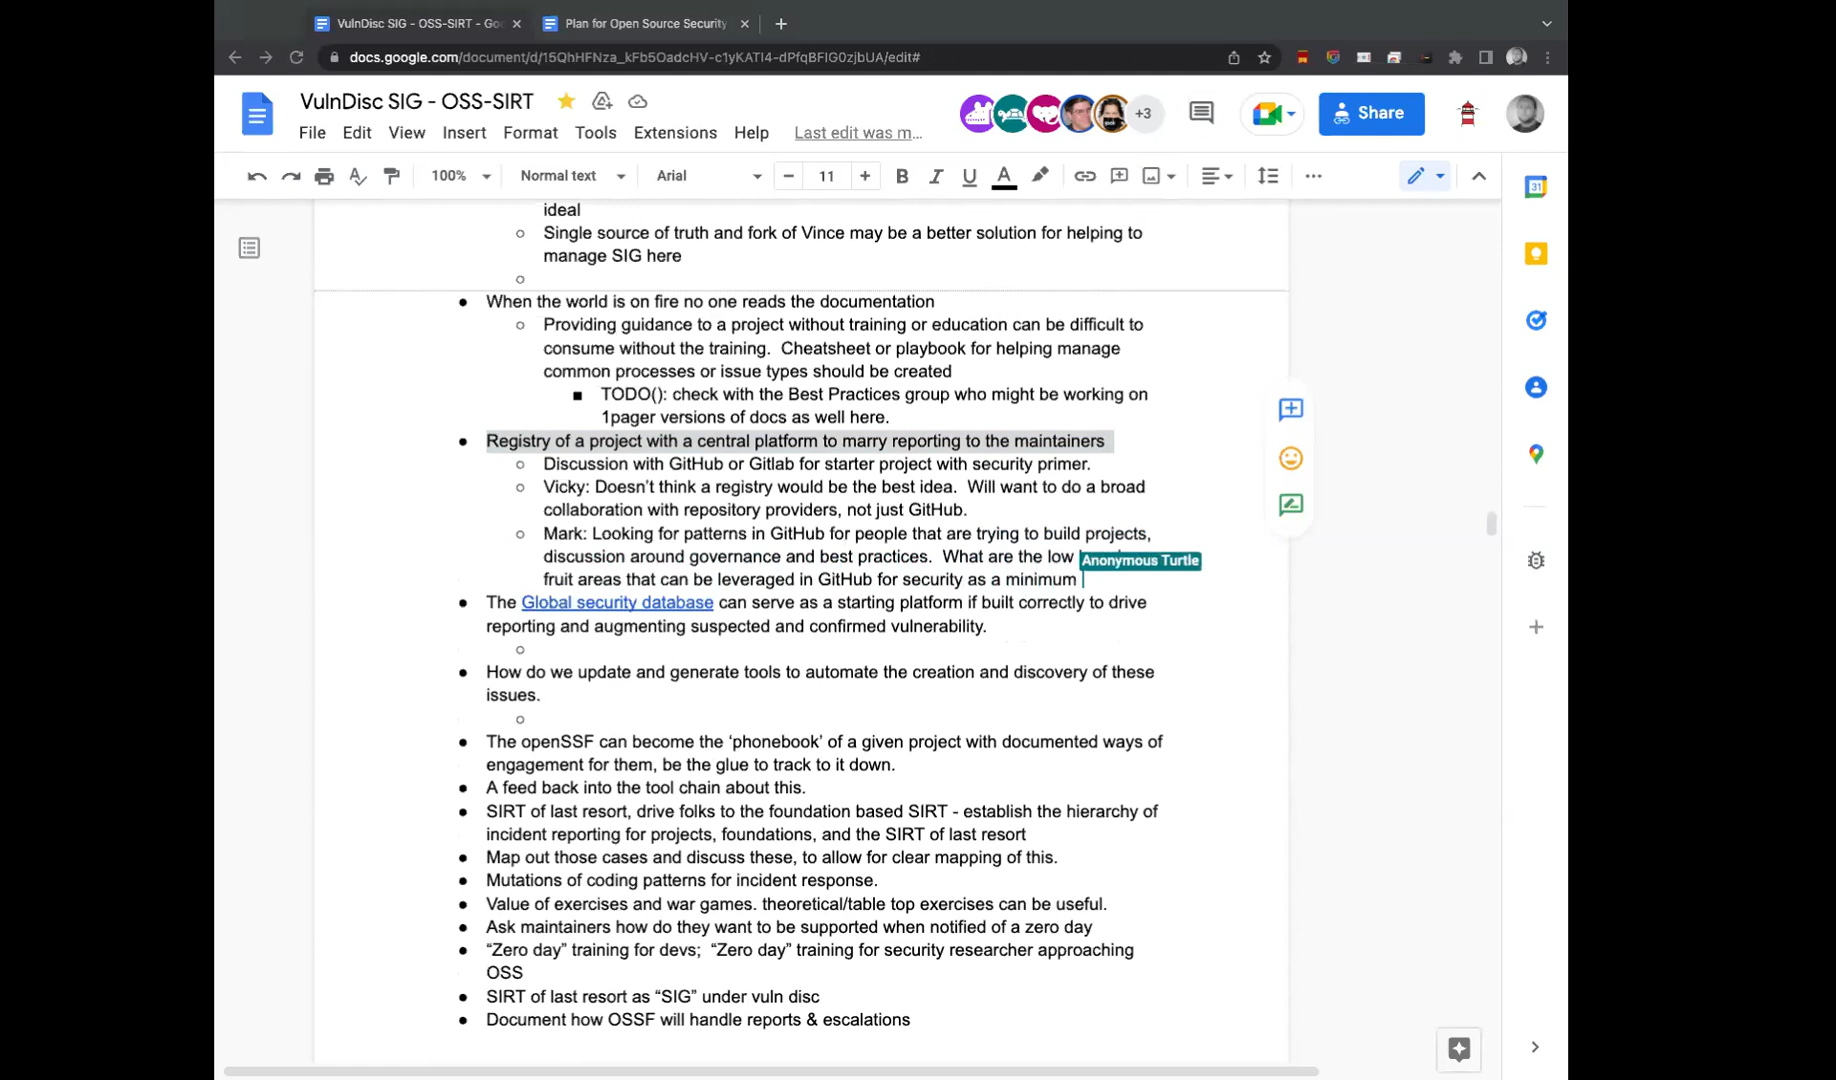 VulnDisc SIG - OSS-SIRT - Goo
Plan for Open Source Security
docs.google.com/document/d/15QhHFNza_kFb5OadcHV-c1yKATI4-dPfqBFIG0zjbUA/edit#
VulnDisc SIG - OSS-SIRT
File Edit View Insert Format Tools Extensions Help Last edit was m...
+3
Share
100% Normal text Arial 11
ideal
Single source of truth and fork of Vince may be a better solution for helping to
manage SIG here
When the world is on fire no one reads the documentation
Providing guidance to a project without training or education can be difficult to
consume without the training. Cheatsheet or playbook for helping manage
common processes or issue types should be created
TODO(): check with the Best Practices group who might be working on
1pager versions of docs as well here.
Registry of a project with a central platform to marry reporting to the maintainers
Discussion with GitHub or Gitlab for starter project with security primer.
Vicky: Doesn't think a registry would be the best idea. Will want to do a broad
collaboration with repository providers, not just GitHub.
Mark: Looking for patterns in GitHub for people that are trying to build projects,
discussion around governance and best practices. What are the low
Anonymous Turtle
fruit areas that can be leveraged in GitHub for security as a minimum
The Global security database can serve as a starting platform if built correctly to drive
reporting and augmenting suspected and confirmed vulnerability.
How do we update and generate tools to automate the creation and discovery of these
issues.
The openSSF can become the ‘phonebook’ of a given project with documented ways of
engagement for them, be the glue to track to it down.
A feed back into the tool chain about this.
SIRT of last resort, drive folks to the foundation based SIRT - establish the hierarchy of
incident reporting for projects, foundations, and the SIRT of last resort
Map out those cases and discuss these, to allow for clear mapping of this.
Mutations of coding patterns for incident response.
Value of exercises and war games. theoretical/table top exercises can be useful.
Ask maintainers how do they want to be supported when notified of a zero day
“Zero day” training for devs; “Zero day” training for security researcher approaching
OSS
SIRT of last resort as “SIG” under vuln disc
Document how OSSF will handle reports & escalations